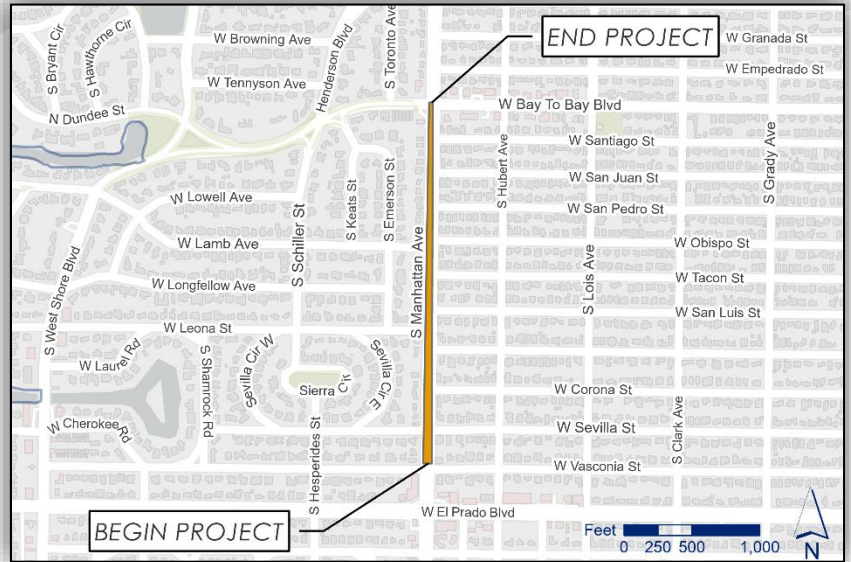 END PROJECT
BEGIN PROJECT
S Bryant Cir
S Hawthorne Cir
W Browning Ave
Henderson Blvd
S Toronto Ave
W Granada St
W Empedrado St
W Tennyson Ave
N Dundee St
W Bay To Bay Blvd
W Santiago St
S Hubert Ave
S Grady Ave
W San Juan St
W San Pedro St
W Lowell Ave
S Keats St
S Emerson St
S Schiller St
W Lamb Ave
S Manhattan Ave
W Obispo St
S Lois Ave
W Tacon St
W Longfellow Ave
S West Shore Blvd
W San Luis St
W Leona St
W Laurel Rd
S Shamrock Rd
Sevilla Cir W
Sevilla Cir E
Sierra Cir
W Corona St
S Clark Ave
W Cherokee Rd
S Hesperides St
W Sevilla St
W Vasconia St
W El Prado Blvd
Feet
0 250 500 1,000
N